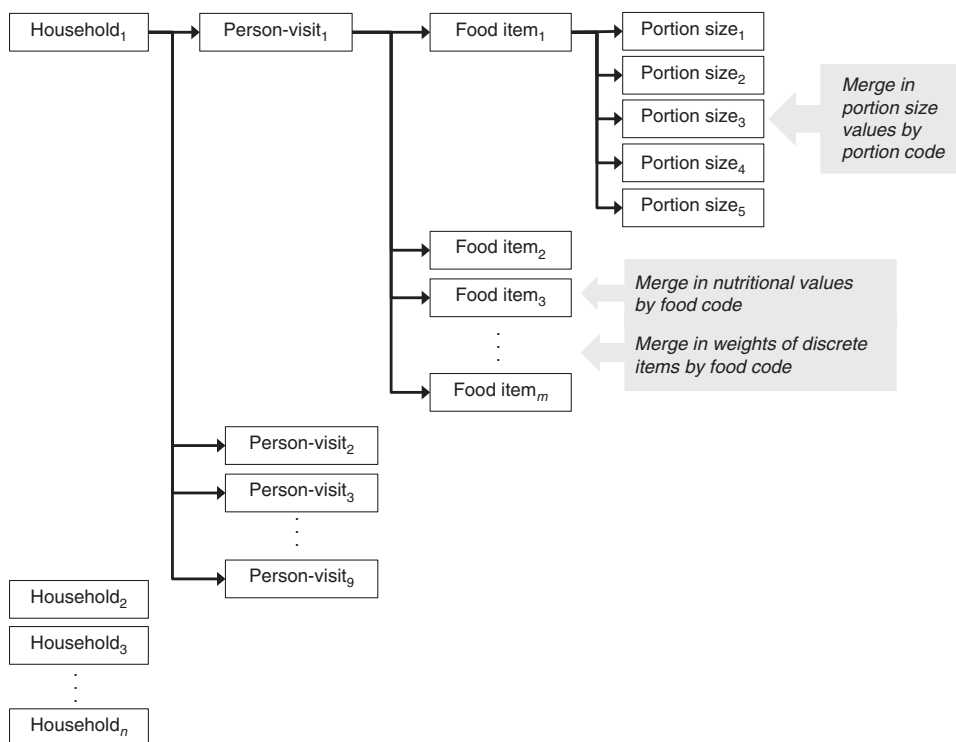 Household1
Person-visit1
Food item1
Portion size1
Portion size2
Portion size3
Portion size4
Portion size5
Merge in
portion size
values by
portion code
Food item2
Food item3
Food itemm
Merge in nutritional values
by food code
Merge in weights of discrete
items by food code
Person-visit2
Person-visit3
Person-visit9
Household2
Household3
Householdn